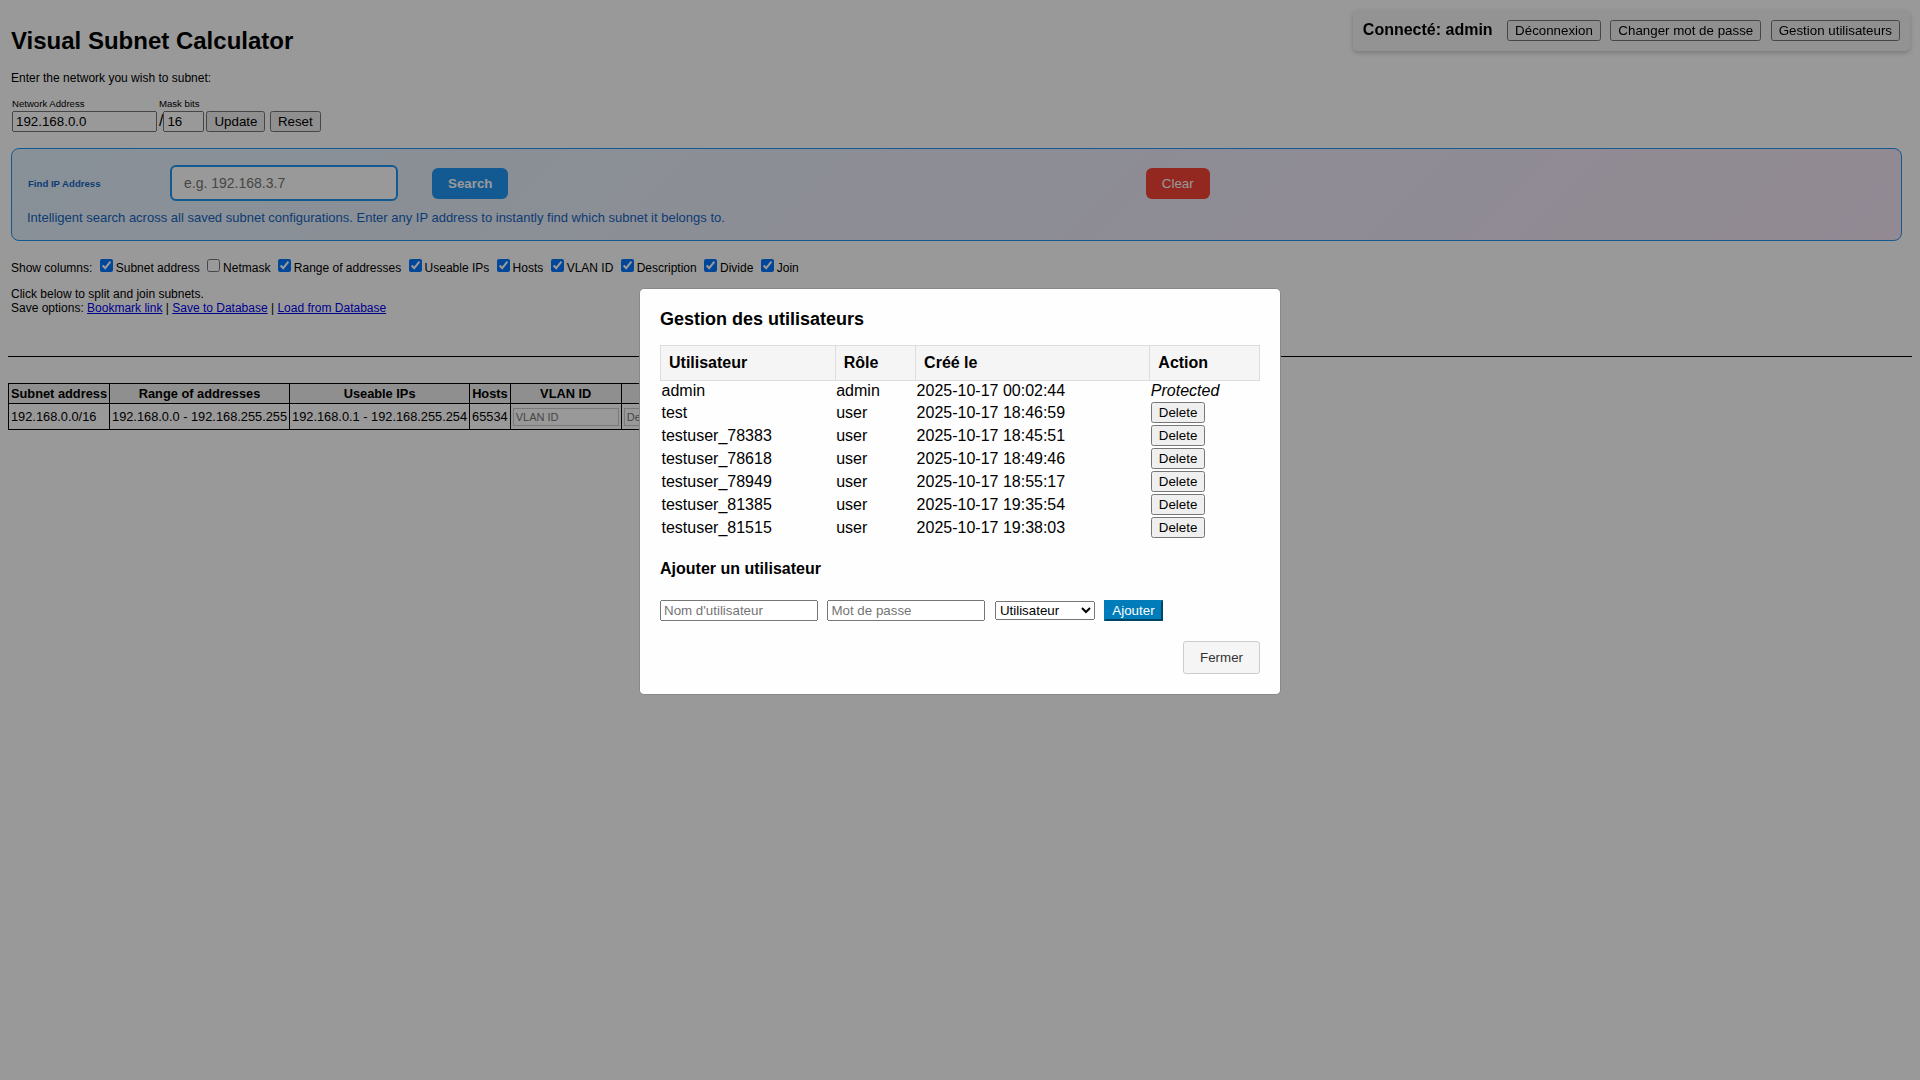 Visual Subnet Calculator
Connecté: admin Déconnexion Changer mot de passe Gestion utilisateurs
Enter the network you wish to subnet:
Network Address Mask bits
192.168.0.0 / 16 Update Reset
Find IP Address e.g. 192.168.3.7 Search Clear
Intelligent search across all saved subnet configurations. Enter any IP address to instantly find which subnet it belongs to.
Show columns: Subnet address Netmask Range of addresses Useable IPs Hosts VLAN ID Description Divide Join
Click below to split and join subnets.
Save options: Bookmark link | Save to Database | Load from Database
Subnet address Range of addresses Useable IPs Hosts VLAN ID
192.168.0.0/16 192.168.0.0 - 192.168.255.255 192.168.0.1 - 192.168.255.254 65534 VLAN ID De
Gestion des utilisateurs
Utilisateur Rôle Créé le Action
admin admin 2025-10-17 00:02:44 Protected
test user 2025-10-17 18:46:59 Delete
testuser_78383 user 2025-10-17 18:45:51 Delete
testuser_78618 user 2025-10-17 18:49:46 Delete
testuser_78949 user 2025-10-17 18:55:17 Delete
testuser_81385 user 2025-10-17 19:35:54 Delete
testuser_81515 user 2025-10-17 19:38:03 Delete
Ajouter un utilisateur
Nom d'utilisateur Mot de passe Utilisateur Ajouter
Fermer